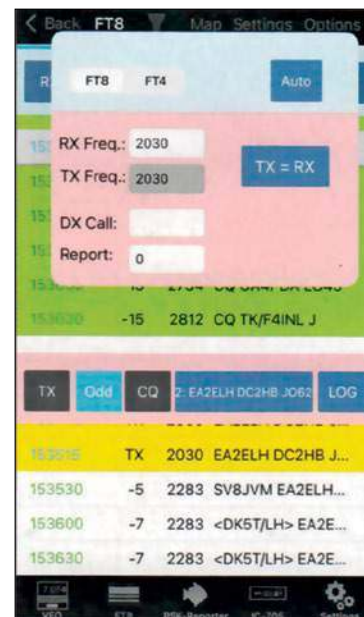 Back FT8 Map Settings Options
FT8 FT4 Auto
RX Freq.: 2030
TX Freq.: 2030
TX = RX
DX Call:
Report: 0
153630 -15 2812 CQ TK/F4INL J
TX Odd CQ 2: EA2ELH DC2HB JO62 LOG
153515 TX 2030 EA2ELH DC2HB J...
153530 -5 2283 SV8JVM EA2ELH...
153600 -7 2283 <DK5T/LH> EA2E...
153630 -7 2283 <DK5T/LH> EA2E...
VFO FT8 PSK-Reporter IC-705 Settings